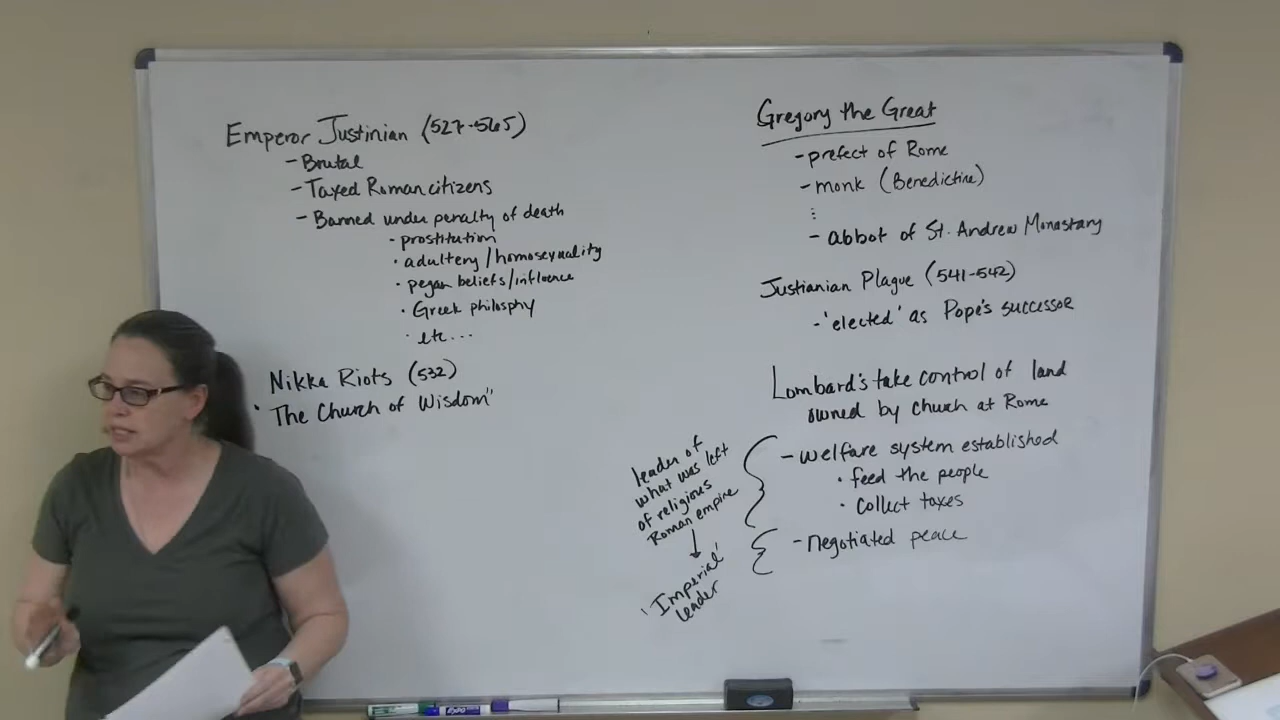 Emperor Justinian (527-565)
- Brutal
- Taxed Roman citizens
- Banned under penalty of death
· prostitution
· adultery/homosexuality
· pegan beliefs/influence
· Greek philosphy
· etc...
Nikka Riots (532)
"The Church of Wisdom"
Gregory the Great
- prefect of Rome
- monk (Benedictine)
- abbot of St. Andrew Monastary
Justianian Plague (541-542)
- 'elected' as Pope's successor
Lombard's take control of land
owned by church at Rome
- welfare system established
· feed the people
· Collect taxes
- negotiated peace
leader of
what was left
of religious
Roman empire
'Imperial'
leader
EXPO